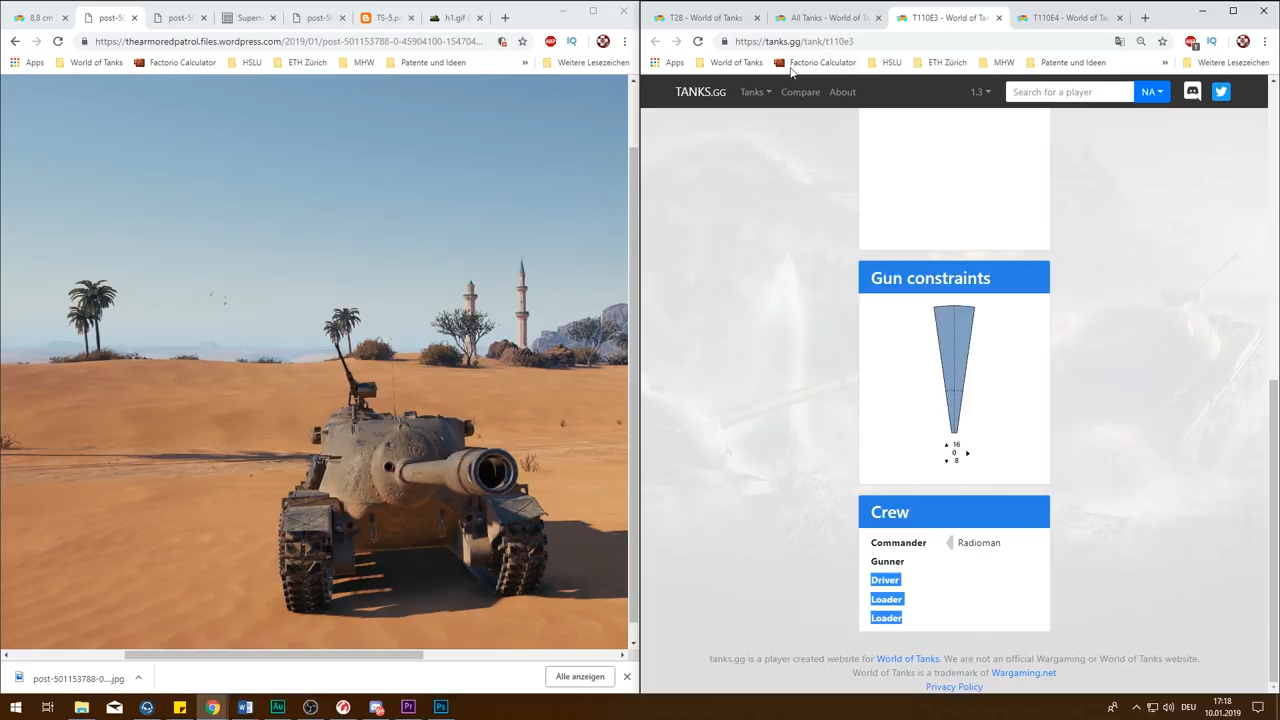 8,8 cm
post-50
post-50
Supert
post-50
TS-5.p
h1.gif
T28 - World of Tanks
All Tanks - World of T
T110E3 - World of Tan
T110E4 - World of Tan
https://thearmoredpatrol.files.wordpress.com/2019/01/post-501153788-0-45904100-154704...
https://tanks.gg/tank/t110e3
Apps
World of Tanks
Factorio Calculator
HSLU
ETH Zürich
MHW
Patente und Ideen
»
Weitere Lesezeichen
Apps
World of Tanks
Factorio Calculator
HSLU
ETH Zürich
MHW
Patente und Ideen
»
Weitere Lesezeichen
TANKS.GG
Tanks
Compare
About
1.3
Search for a player
NA
Gun constraints
16
0
8
Crew
Commander
Radioman
Gunner
Driver
Loader
Loader
tanks.gg is a player created website for World of Tanks. We are not an official Wargaming or World of Tanks website.
World of Tanks is a trademark of Wargaming.net
Privacy Policy
post-501153788-0-....jpg
Alle anzeigen
DEU
17:18
10.01.2019